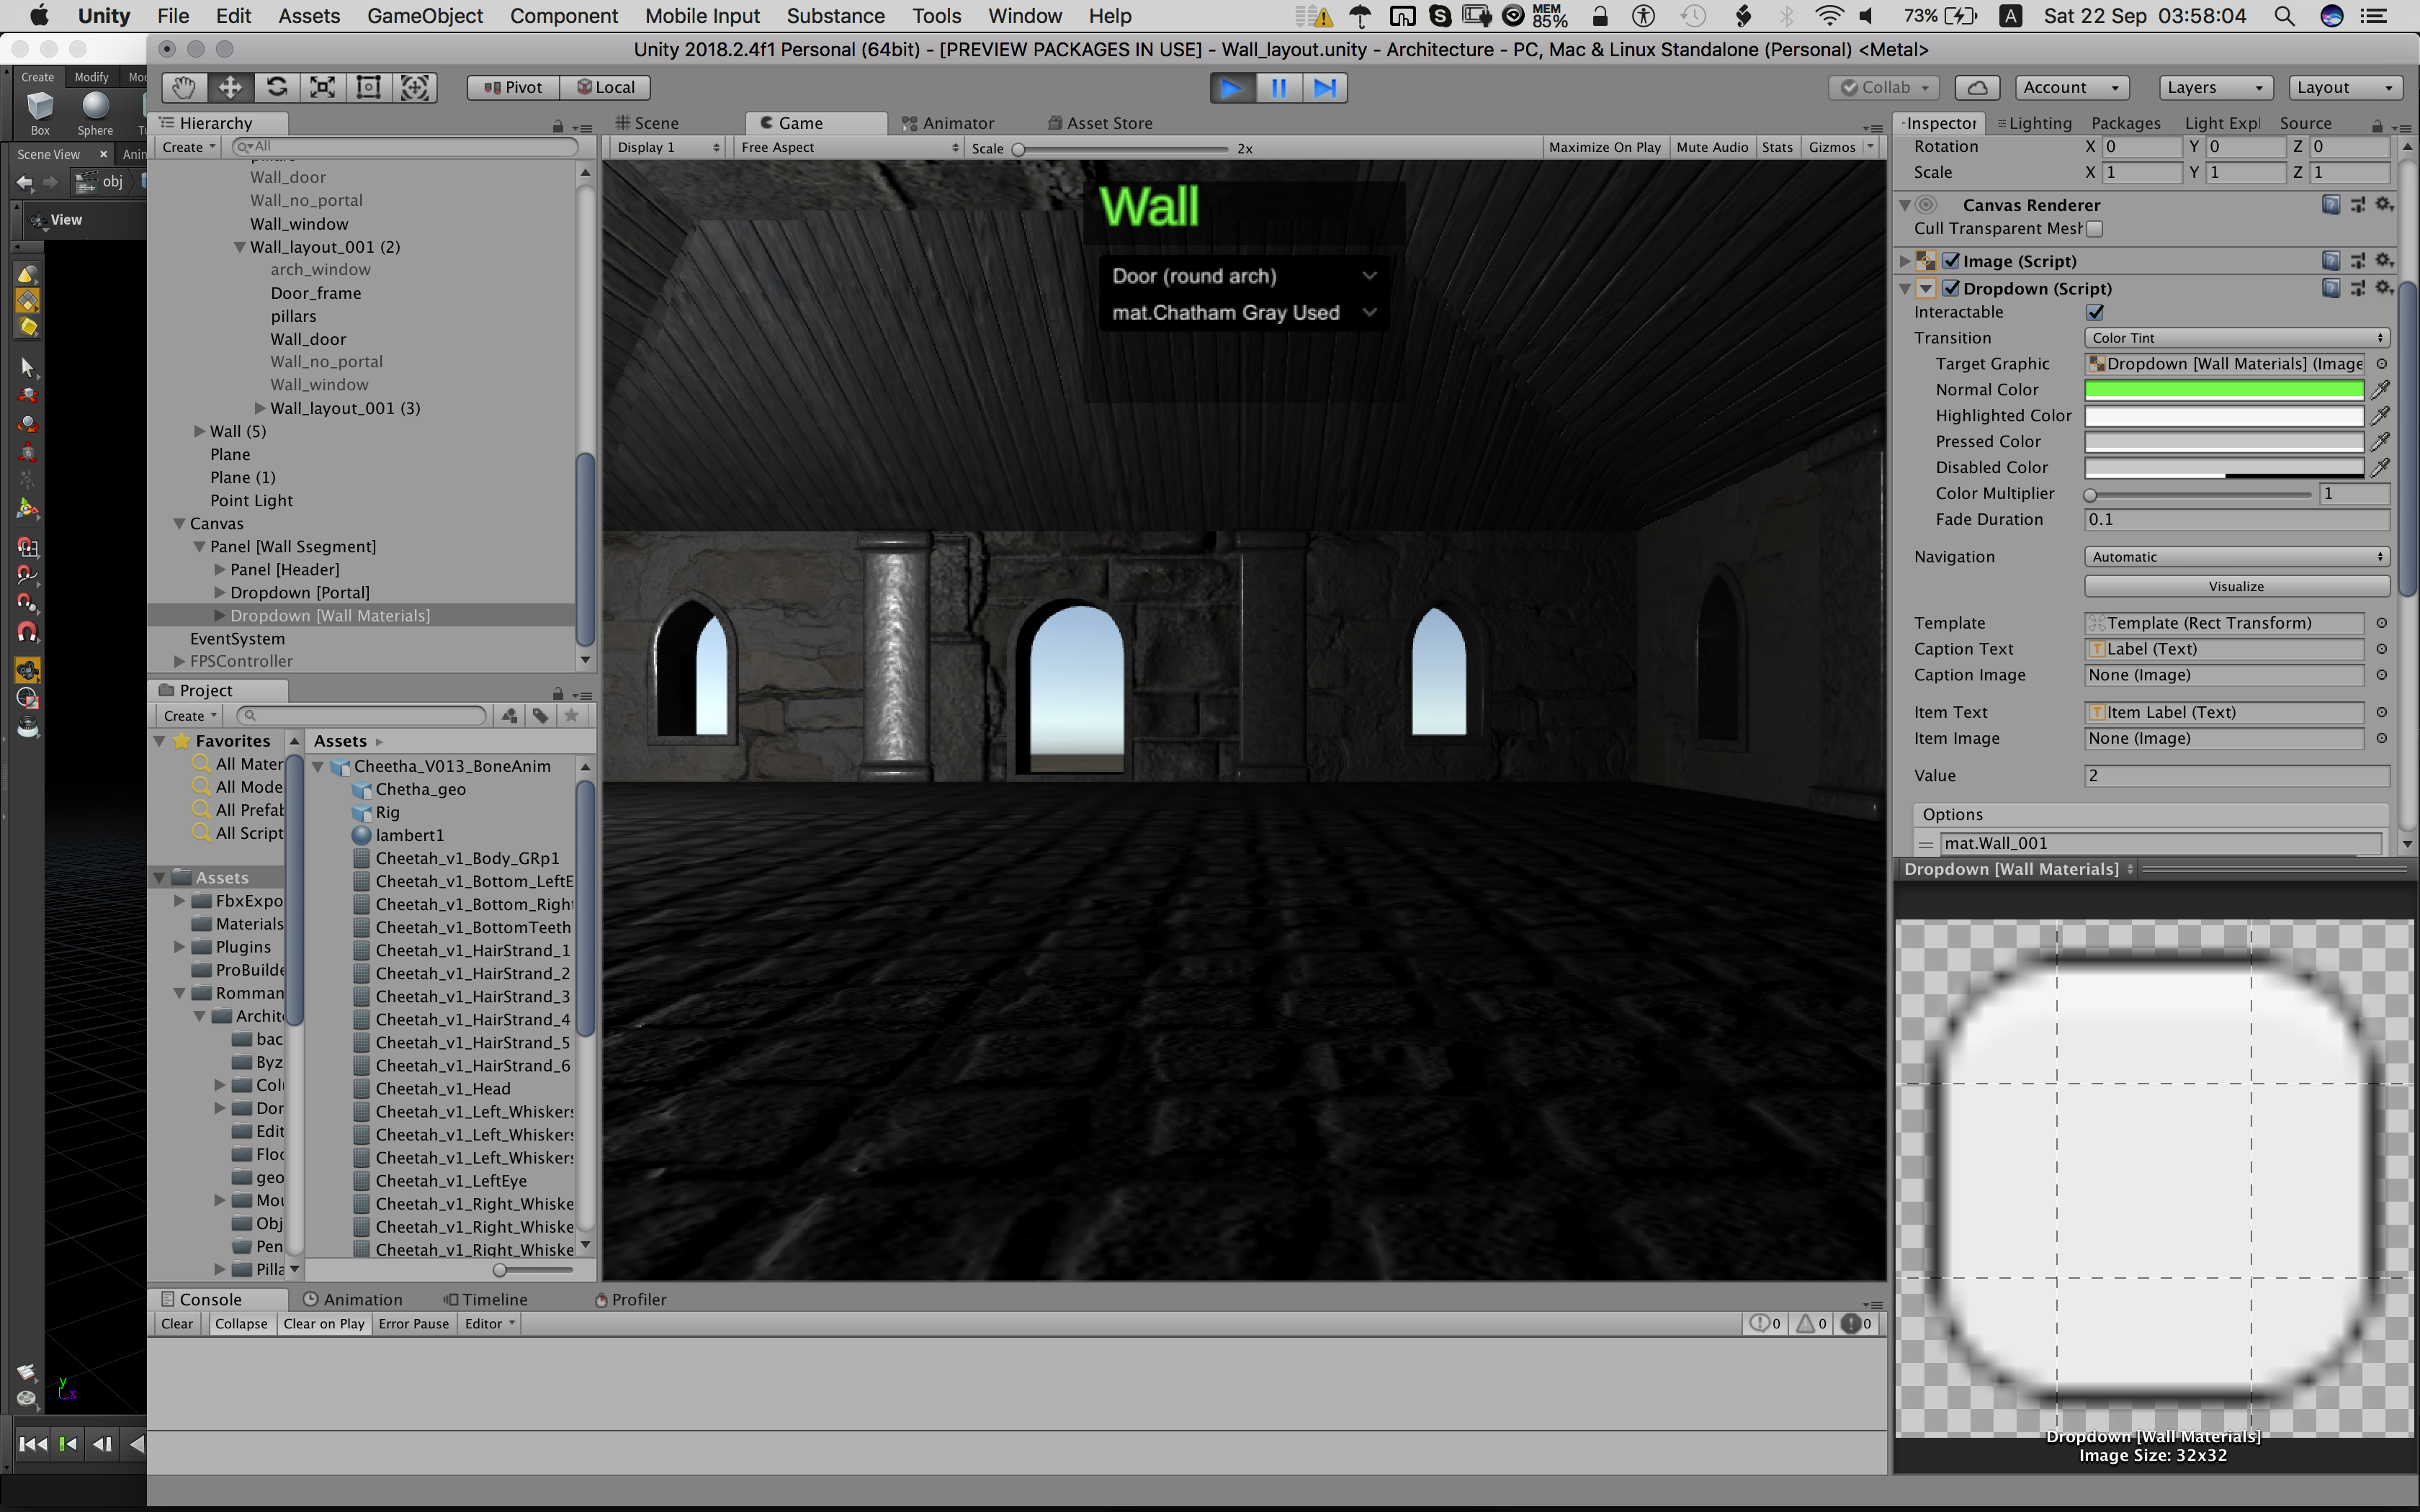 Unity File Edit Assets GameObject Component Mobile Input Substance Tools Window Help MEM 85% 73% A Sat 22 Sep 03:58:04
Unity 2018.2.4f1 Personal (64bit) - [PREVIEW PACKAGES IN USE] - Wall_layout.unity - Architecture - PC, Mac & Linux Standalone (Personal) <Metal>
Create Modify
Box Sphere
Scene View
obj
View
Pivot Local
Collab Account Layers Layout
Hierarchy
Create All
Wall_door
Wall_no_portal
Wall_window
Wall_layout_001 (2)
arch_window
Door_frame
pillars
Wall_door
Wall_no_portal
Wall_window
Wall_layout_001 (3)
Wall (5)
Plane
Plane (1)
Point Light
Canvas
Panel [Wall Ssegment]
Panel [Header]
Dropdown [Portal]
Dropdown [Wall Materials]
EventSystem
FPSController
Project
Create
Favorites
All Mater
All Mode
All Prefab
All Script
Assets
FbxExpo
Materials
Plugins
ProBuilde
Romman
Archite
bac
Byz
Colu
Dor
Edit
Floo
geo
Mou
Obj
Pen
Pilla
Assets
Cheetha_V013_BoneAnim
Chetha_geo
Rig
lambert1
Cheetah_v1_Body_GRp1
Cheetah_v1_Bottom_LeftE
Cheetah_v1_Bottom_Right
Cheetah_v1_BottomTeeth
Cheetah_v1_HairStrand_1
Cheetah_v1_HairStrand_2
Cheetah_v1_HairStrand_3
Cheetah_v1_HairStrand_4
Cheetah_v1_HairStrand_5
Cheetah_v1_HairStrand_6
Cheetah_v1_Head
Cheetah_v1_Left_Whiskers
Cheetah_v1_Left_Whiskers
Cheetah_v1_Left_Whiskers
Cheetah_v1_LeftEye
Cheetah_v1_Right_Whiske
Cheetah_v1_Right_Whiske
Cheetah_v1_Right_Whiske
Scene Game Animator Asset Store
Display 1 Free Aspect Scale 2x Maximize On Play Mute Audio Stats Gizmos
Wall
Door (round arch)
mat.Chatham Gray Used
Console Animation Timeline Profiler
Clear Collapse Clear on Play Error Pause Editor 0 0 0
Inspector Lighting Packages Light Expl Source
Rotation X 0 Y 0 Z 0
Scale X 1 Y 1 Z 1
Canvas Renderer
Cull Transparent Mesh
Image (Script)
Dropdown (Script)
Interactable
Transition Color Tint
Target Graphic Dropdown [Wall Materials] (Image
Normal Color
Highlighted Color
Pressed Color
Disabled Color
Color Multiplier 1
Fade Duration 0.1
Navigation Automatic
Visualize
Template Template (Rect Transform)
Caption Text Label (Text)
Caption Image None (Image)
Item Text Item Label (Text)
Item Image None (Image)
Value 2
Options
mat.Wall_001
Dropdown [Wall Materials]
Dropdown [Wall Materials]
Image Size: 32x32
y
x